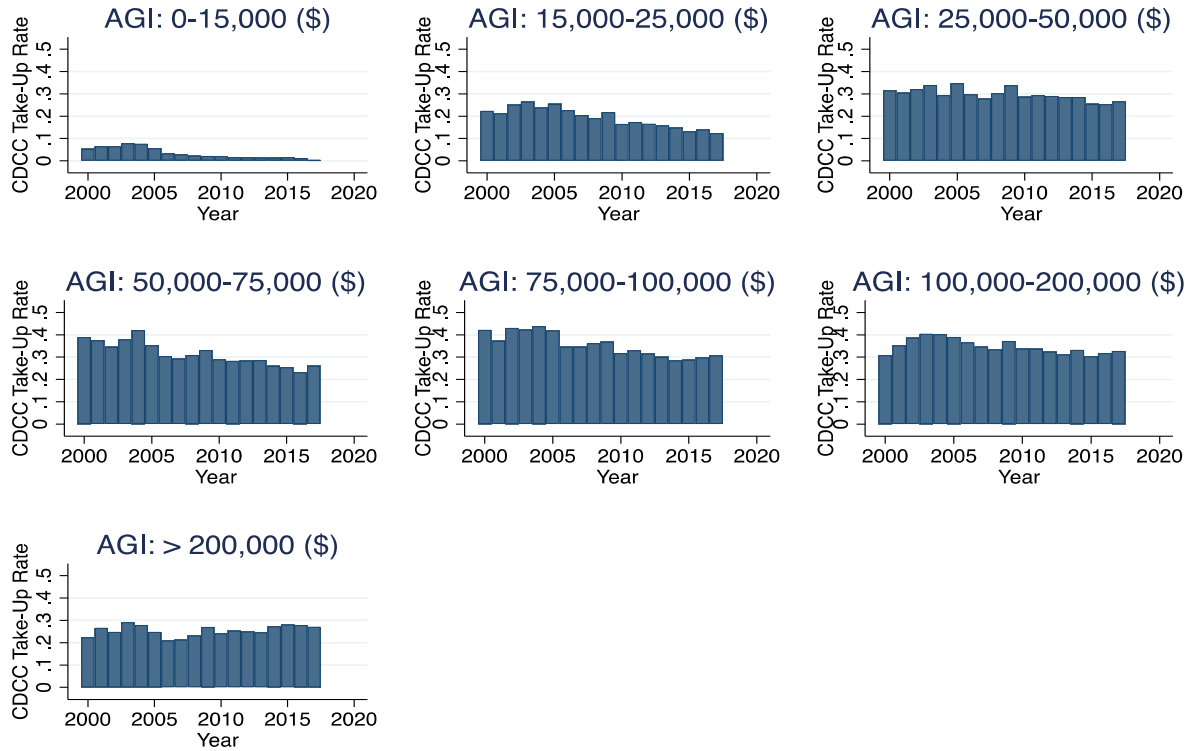 AGI: 0-15,000 ($)
CDCC Take-Up Rate
0 .1 .2 .3 .4 .5
2000 2005 2010 2015 2020
Year
AGI: 15,000-25,000 ($)
CDCC Take-Up Rate
0 .1 .2 .3 .4 .5
2000 2005 2010 2015 2020
Year
AGI: 25,000-50,000 ($)
CDCC Take-Up Rate
0 .1 .2 .3 .4 .5
2000 2005 2010 2015 2020
Year
AGI: 50,000-75,000 ($)
CDCC Take-Up Rate
0 .1 .2 .3 .4 .5
2000 2005 2010 2015 2020
Year
AGI: 75,000-100,000 ($)
CDCC Take-Up Rate
0 .1 .2 .3 .4 .5
2000 2005 2010 2015 2020
Year
AGI: 100,000-200,000 ($)
CDCC Take-Up Rate
0 .1 .2 .3 .4 .5
2000 2005 2010 2015 2020
Year
AGI: > 200,000 ($)
CDCC Take-Up Rate
0 .1 .2 .3 .4 .5
2000 2005 2010 2015 2020
Year